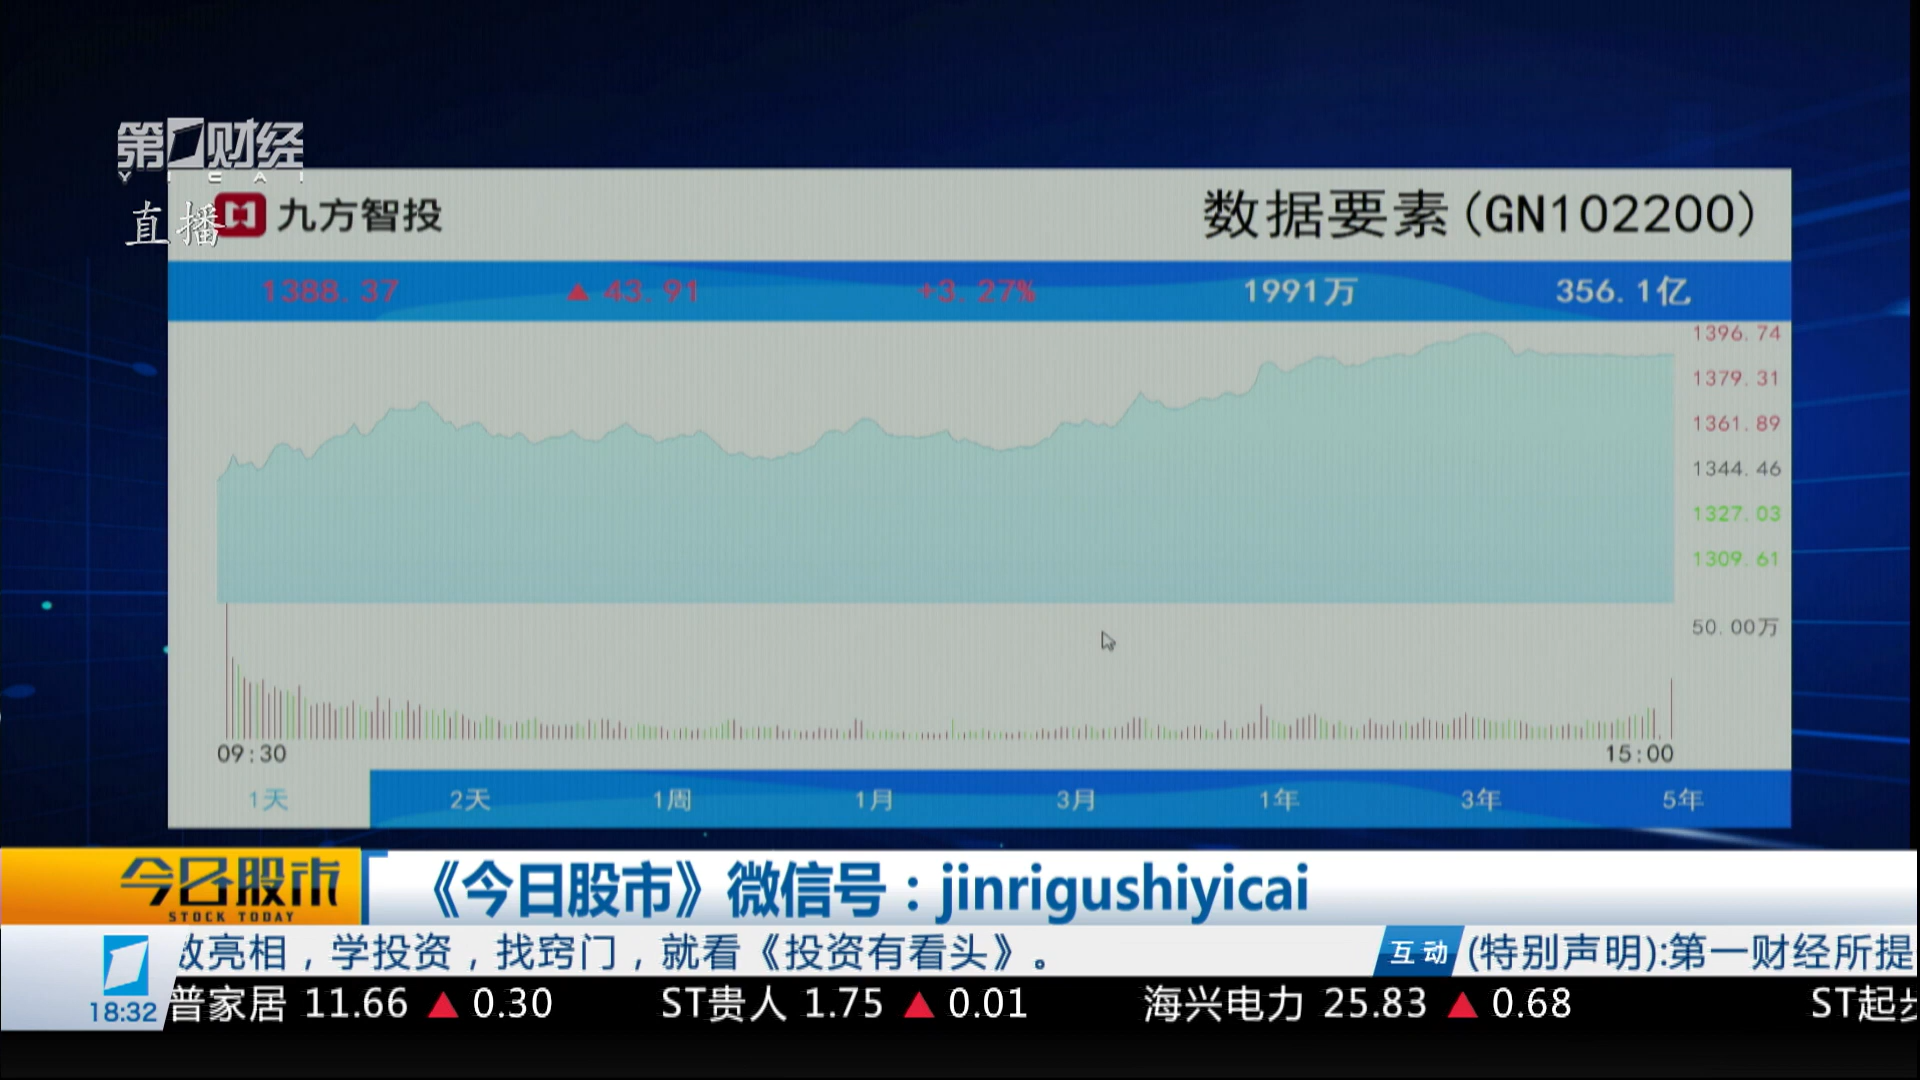 第一财经
YICAI
直播
九方智投
数据要素(GN102200)
1388.37 ▲ 43.91 +3.27% 1991万 356.1亿
1396.74
1379.31
1361.89
1344.46
1327.03
1309.61
50.00万
09:30 15:00
1天 2天 1周 1月 3月 1年 3年 5年
今日股市
STOCK TODAY
《今日股市》微信号：jinrigushiyicai
亮相，学投资，找窍门，就看《投资有看头》。 互动 (特别声明):第一财经所提
18:32
普家居 11.66 ▲ 0.30 ST贵人 1.75 ▲ 0.01 海兴电力 25.83 ▲ 0.68 ST起